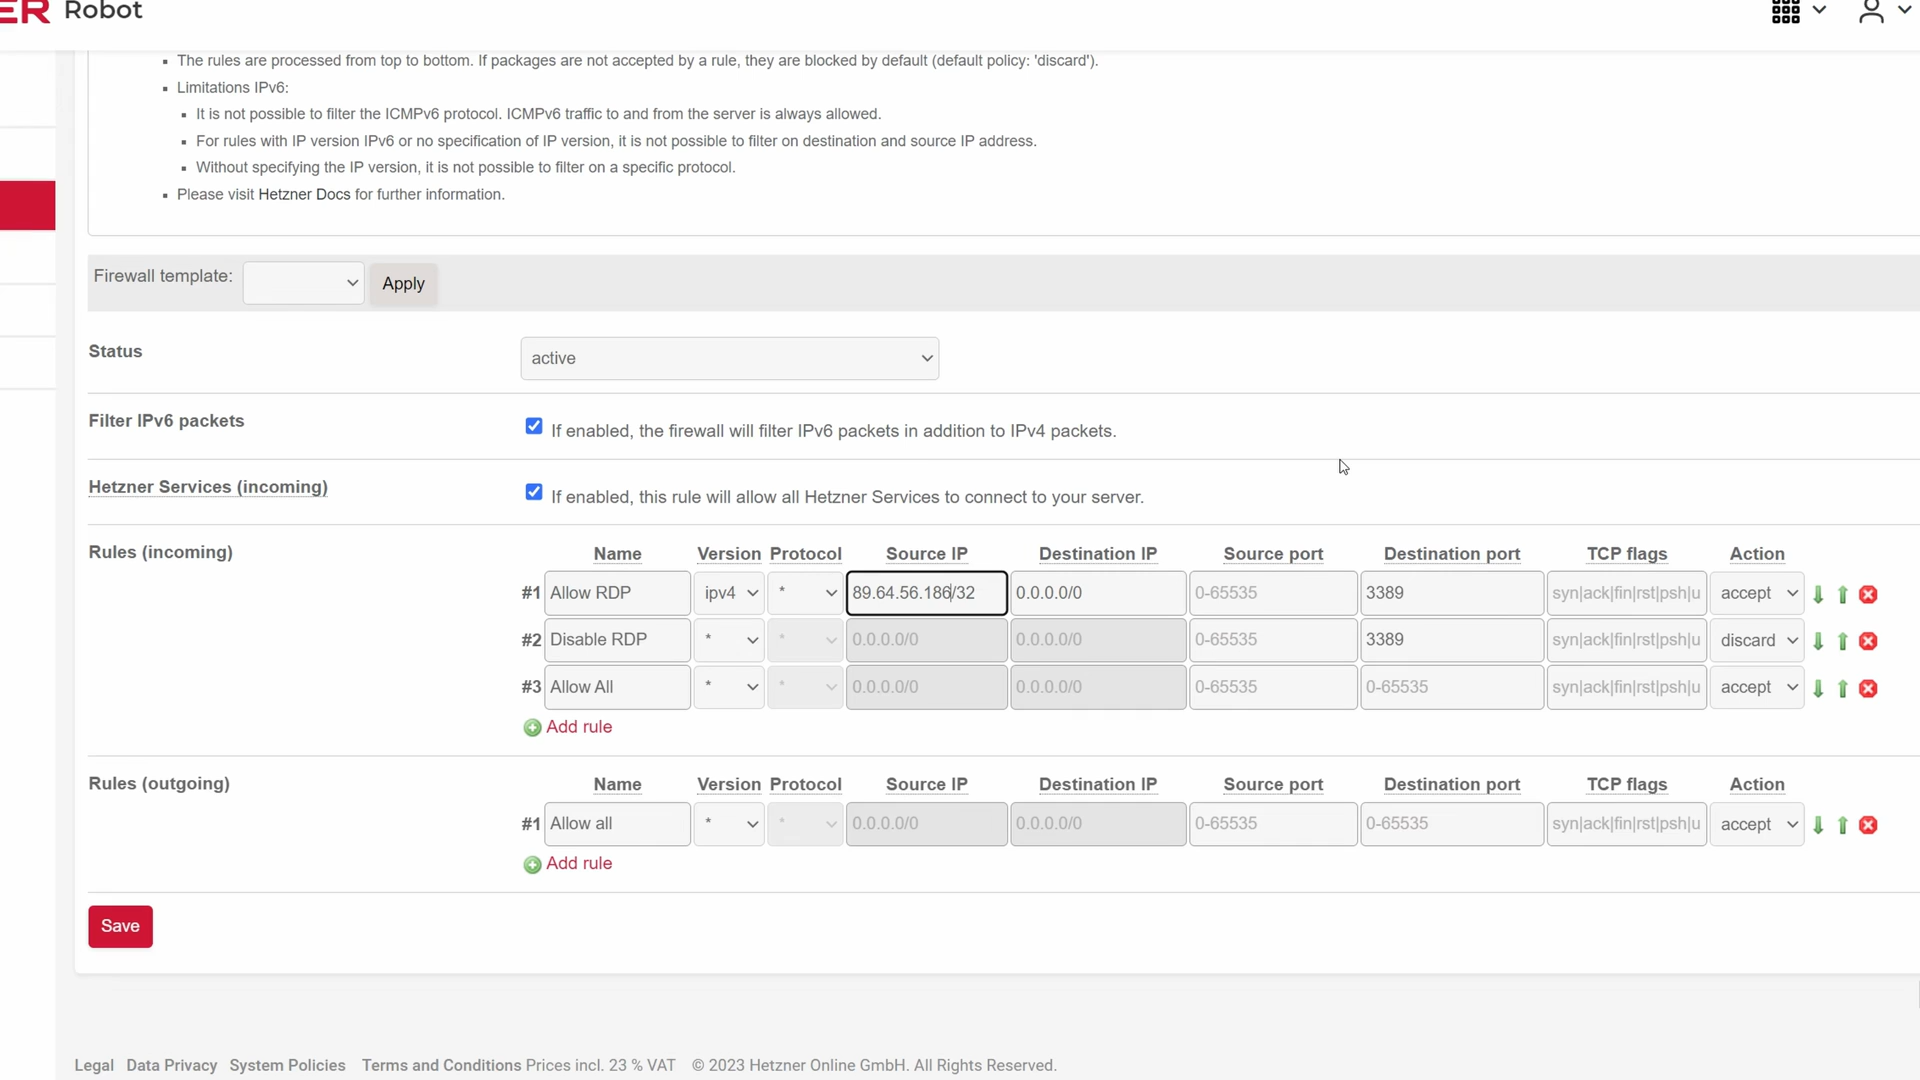 ER Robot
The rules are processed from top to bottom. If packages are not accepted by a rule, they are blocked by default (default policy: 'discard').
Limitations IPv6:
It is not possible to filter the ICMPv6 protocol. ICMPv6 traffic to and from the server is always allowed.
For rules with IP version IPv6 or no specification of IP version, it is not possible to filter on destination and source IP address.
Without specifying the IP version, it is not possible to filter on a specific protocol.
Please visit Hetzner Docs for further information.
Firewall template: Apply
Status active
Filter IPv6 packets If enabled, the firewall will filter IPv6 packets in addition to IPv4 packets.
Hetzner Services (incoming) If enabled, this rule will allow all Hetzner Services to connect to your server.
Rules (incoming) Name Version Protocol Source IP Destination IP Source port Destination port TCP flags Action
#1 Allow RDP ipv4 * 89.64.56.186/32 0.0.0.0/0 0-65535 3389 syn|ack|fin|rst|psh|u accept
#2 Disable RDP * * 0.0.0.0/0 0.0.0.0/0 0-65535 3389 syn|ack|fin|rst|psh|u discard
#3 Allow All * * 0.0.0.0/0 0.0.0.0/0 0-65535 0-65535 syn|ack|fin|rst|psh|u accept
Add rule
Rules (outgoing) Name Version Protocol Source IP Destination IP Source port Destination port TCP flags Action
#1 Allow all * * 0.0.0.0/0 0.0.0.0/0 0-65535 0-65535 syn|ack|fin|rst|psh|u accept
Add rule
Save
Legal Data Privacy System Policies Terms and Conditions Prices incl. 23 % VAT © 2023 Hetzner Online GmbH. All Rights Reserved.